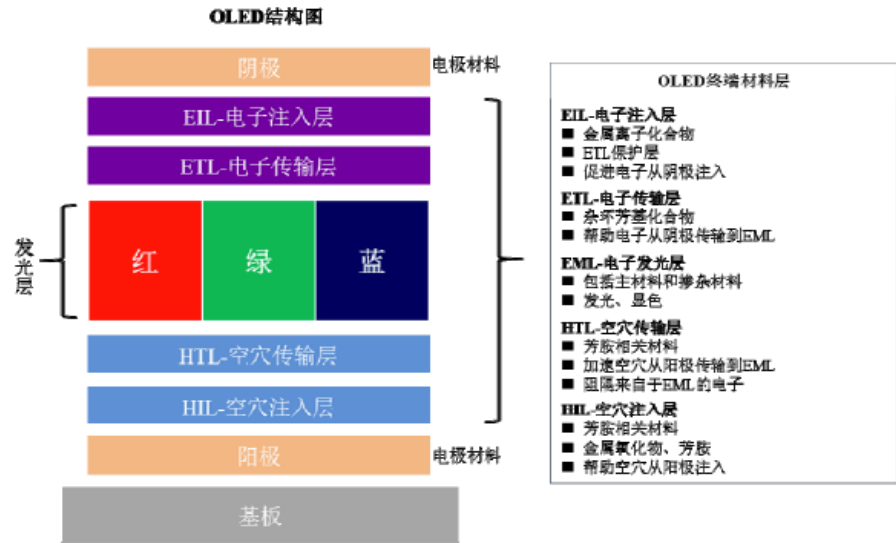 OLED结构图
阴极
电极材料
EIL-电子注入层
ETL-电子传输层
发光层
红
绿
蓝
HTL-空穴传输层
HIL-空穴注入层
阳极
电极材料
基板
OLED终端材料层
EIL-电子注入层
■ 金属离子化合物
■ ETL保护层
■ 促进电子从阴极注入
ETL-电子传输层
■ 杂环芳基化合物
■ 帮助电子从阴极传输到EML
EML-电子发光层
■ 包括主材料和掺杂材料
■ 发光、显色
HTL-空穴传输层
■ 芳胺相关材料
■ 加速空穴从阳极传输到EML
■ 阻隔来自于EML的电子
HIL-空穴注入层
■ 芳胺相关材料
■ 金属氧化物、芳胺
■ 帮助空穴从阳极注入